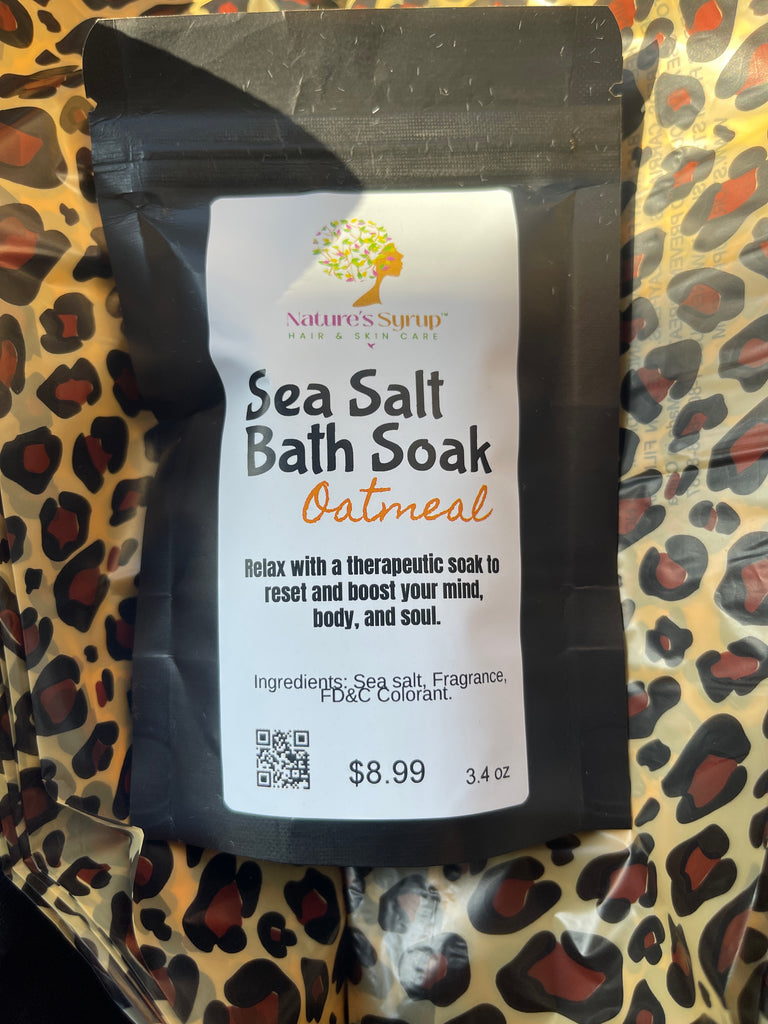 Nature's Syrup™
HAIR & SKIN CARE
Sea Salt
Bath Soak
Oatmeal
Relax with a therapeutic soak to
reset and boost your mind,
body, and soul.
Ingredients: Sea salt, Fragrance,
FD&C Colorant.
$8.99
3.4 oz